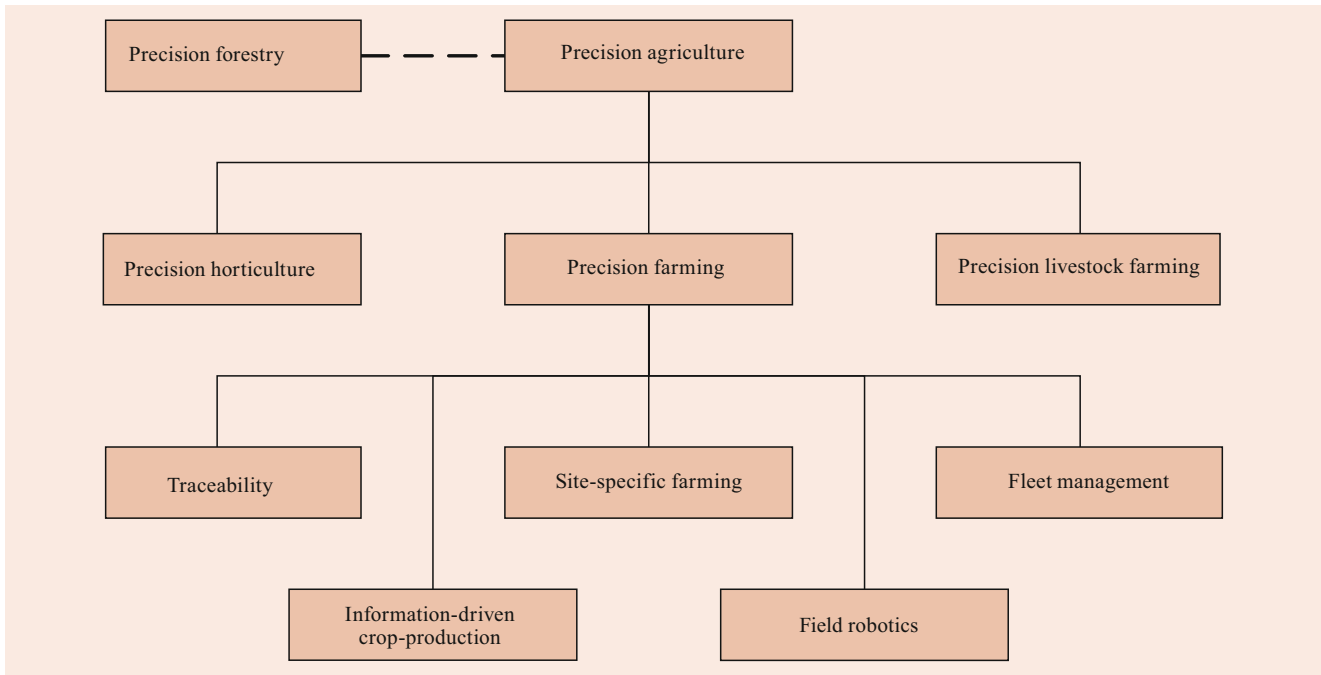 Precision forestry
Precision agriculture
Precision horticulture
Precision farming
Precision livestock farming
Traceability
Site-specific farming
Fleet management
Information-driven
crop-production
Field robotics